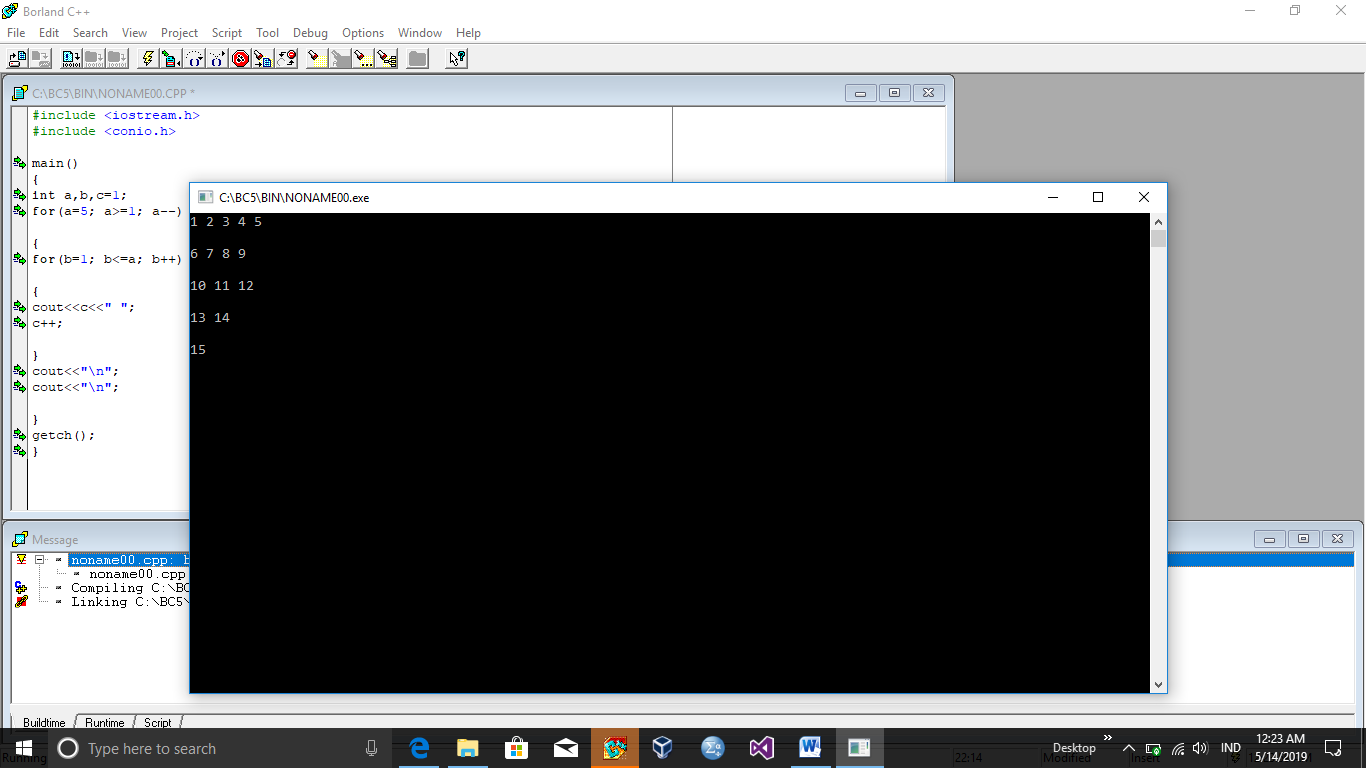 Borland C++
File Edit Search View Project Script Tool Debug Options Window Help
C:\BC5\BIN\NONAME00.CPP *
#include <iostream.h>
#include <conio.h>
main()
{
int a,b,c=1;
for(a=5; a>=1; a--)
{
for(b=1; b<=a; b++)
{
cout<<c<<" ";
c++;
}
cout<<"\n";
cout<<"\n";
}
getch();
}
C:\BC5\BIN\NONAME00.exe
1 2 3 4 5
6 7 8 9
10 11 12
13 14
15
Message
noname00.cpp:
noname00.cpp
Compiling C:\BC
Linking C:\BC5\
Buildtime Runtime Script
Type here to search
Desktop
IND
12:23 AM
5/14/2019
Running
22:14
Modified
Insert